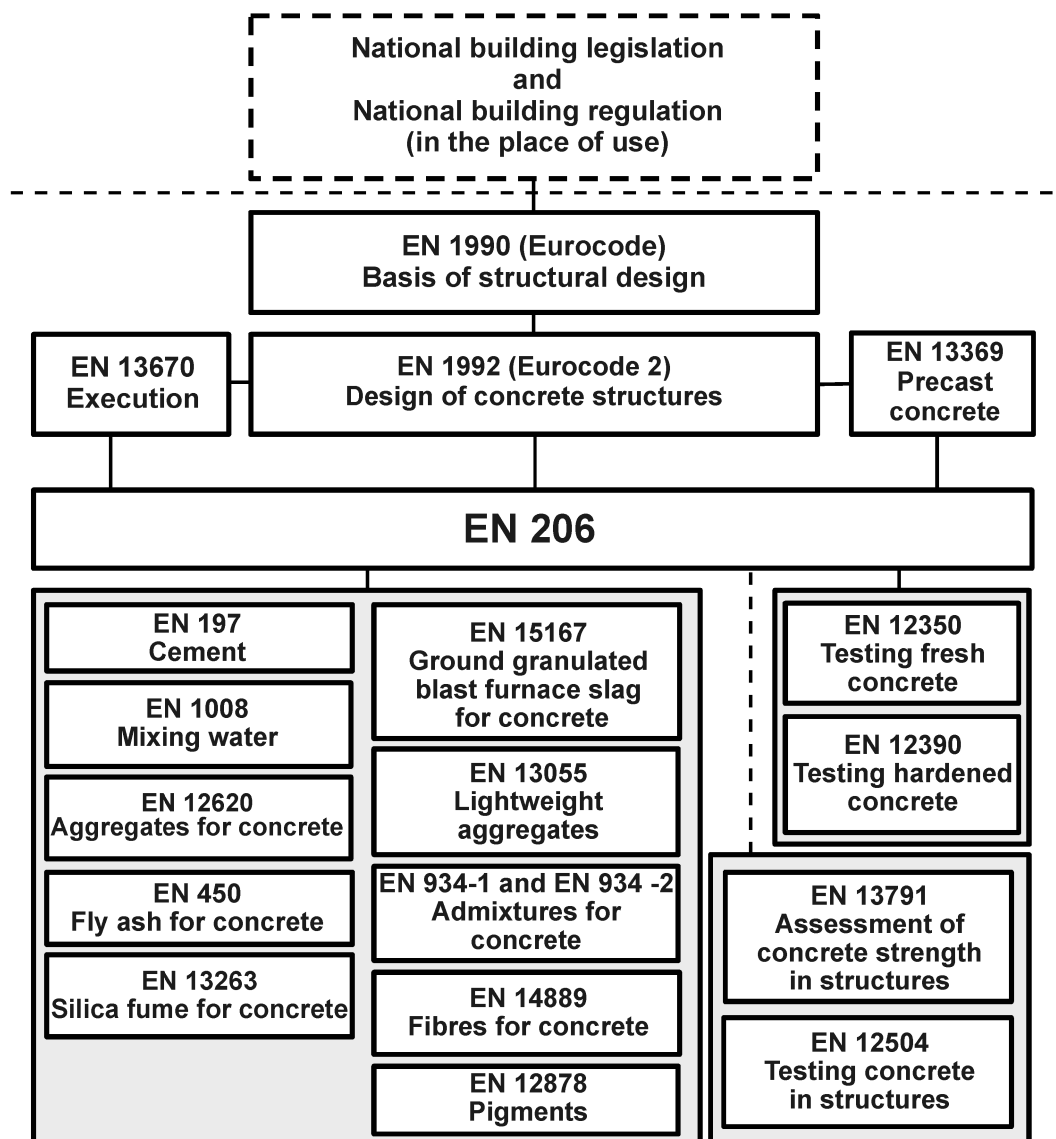 National building legislation
and
National building regulation
(in the place of use)
EN 1990 (Eurocode)
Basis of structural design
EN 13670
Execution
EN 1992 (Eurocode 2)
Design of concrete structures
EN 13369
Precast
concrete
EN 206
EN 197
Cement
EN 1008
Mixing water
EN 12620
Aggregates for concrete
EN 450
Fly ash for concrete
EN 13263
Silica fume for concrete
EN 15167
Ground granulated
blast furnace slag
for concrete
EN 13055
Lightweight
aggregates
EN 934-1 and EN 934 -2
Admixtures for
concrete
EN 14889
Fibres for concrete
EN 12878
Pigments
EN 12350
Testing fresh
concrete
EN 12390
Testing hardened
concrete
EN 13791
Assessment of
concrete strength
in structures
EN 12504
Testing concrete
in structures